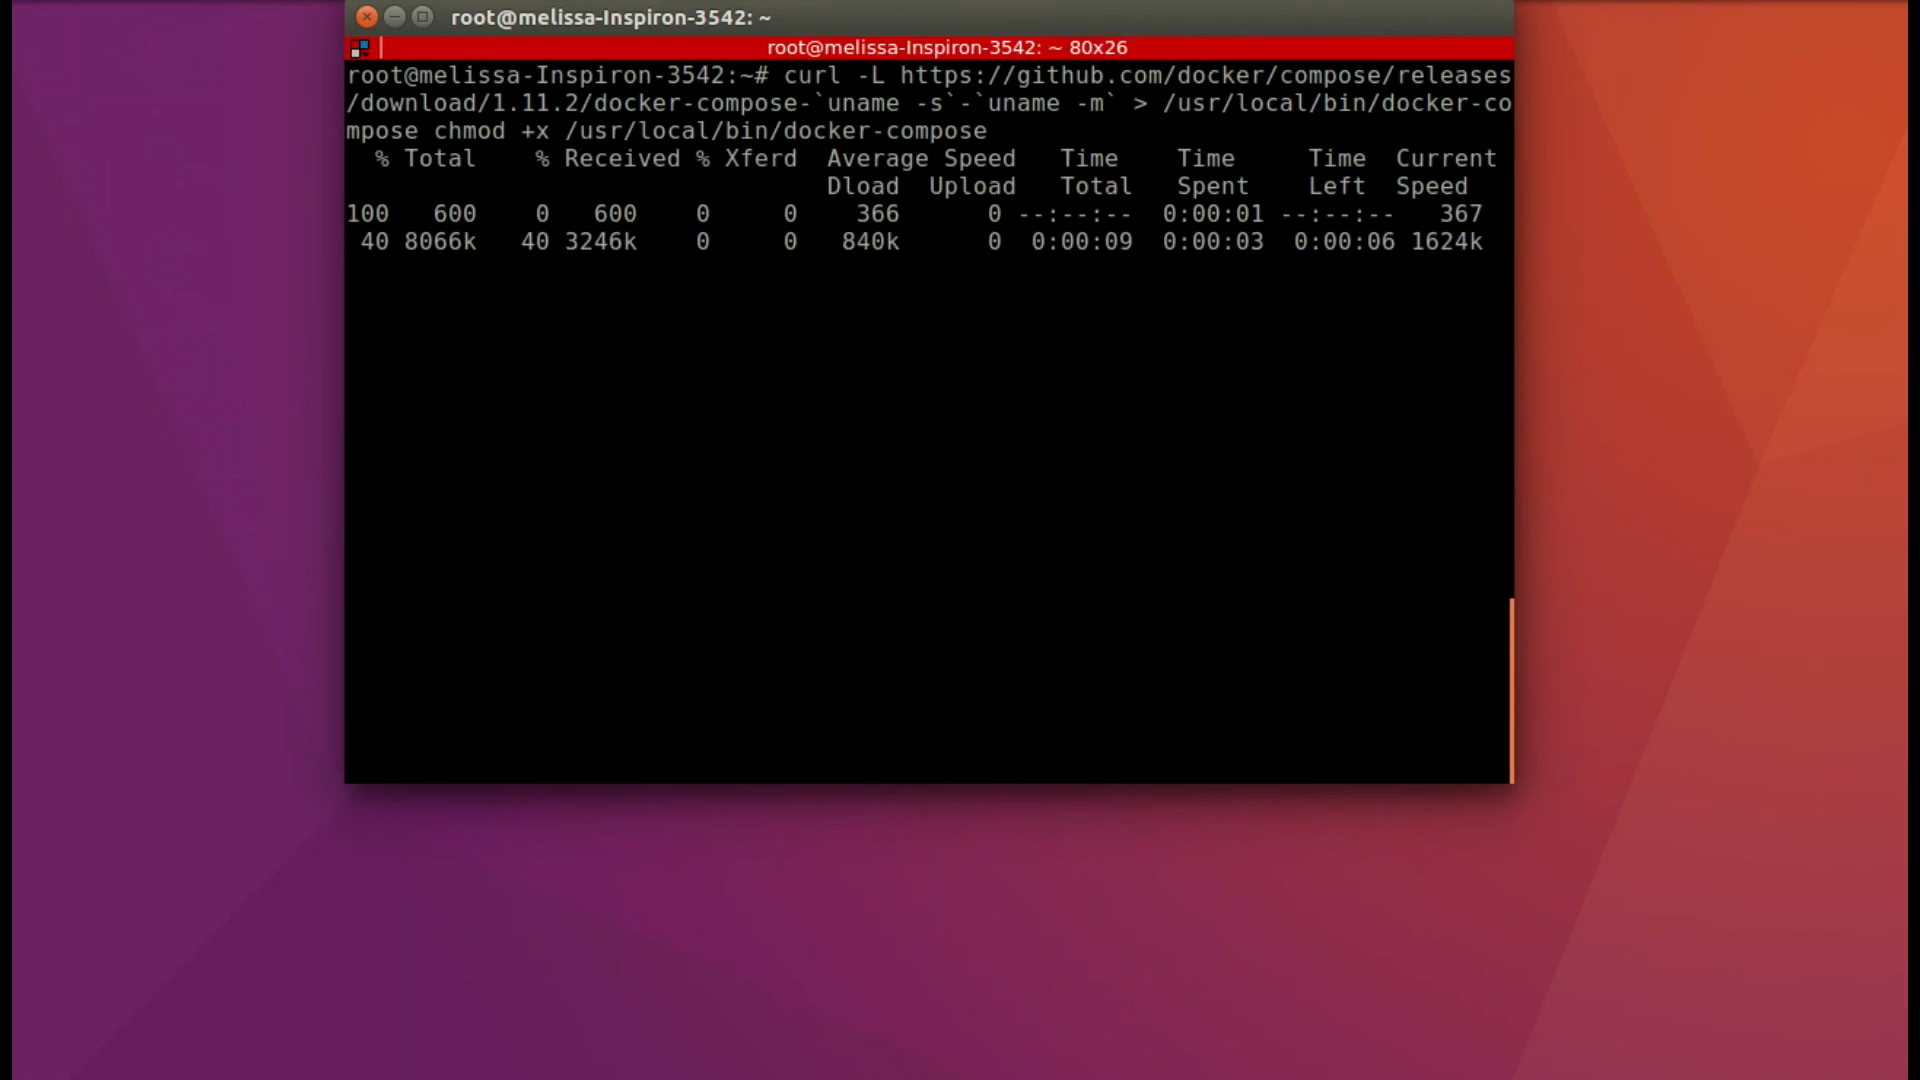 root@melissa-Inspiron-3542: ~
root@melissa-Inspiron-3542: ~ 80x26
root@melissa-Inspiron-3542:~# curl -L https://github.com/docker/compose/releases
/download/1.11.2/docker-compose-`uname -s`-`uname -m` > /usr/local/bin/docker-co
mpose chmod +x /usr/local/bin/docker-compose
  % Total    % Received % Xferd  Average Speed   Time    Time     Time  Current
                                 Dload  Upload   Total   Spent    Left  Speed
100   600    0   600    0     0    366      0 --:--:--  0:00:01 --:--:--   367
 40 8066k   40 3246k    0     0   840k      0  0:00:09  0:00:03  0:00:06 1624k